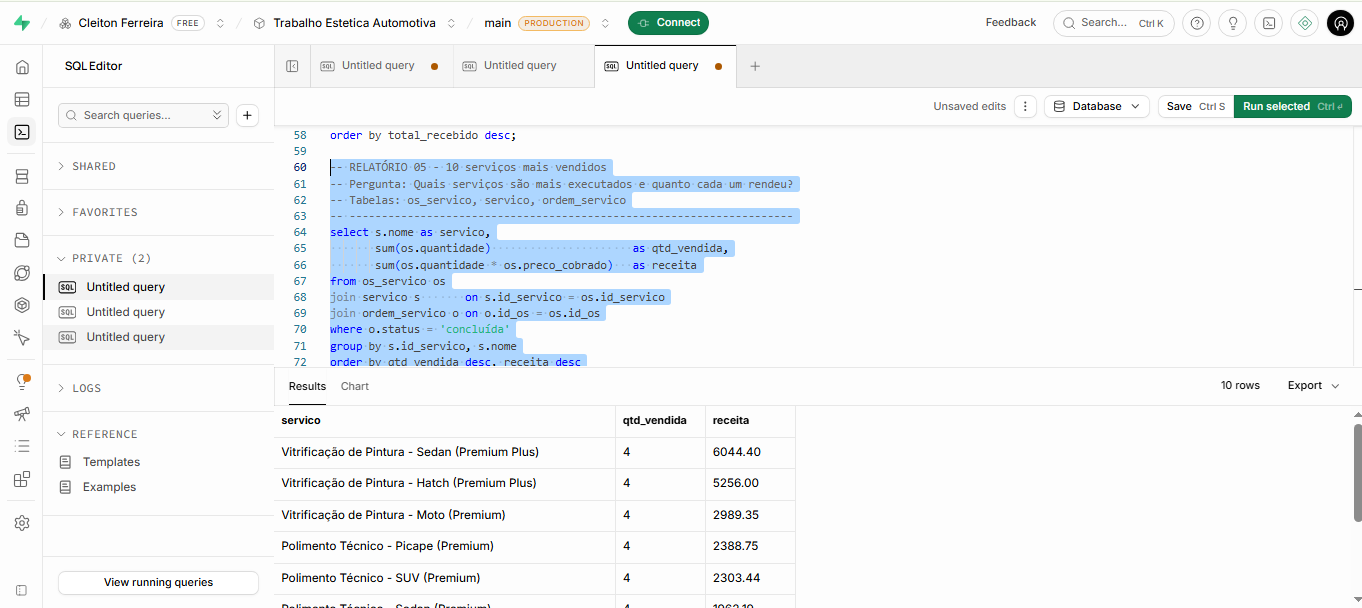 Cleiton Ferreira FREE Trabalho Estetica Automotiva main PRODUCTION Connect Feedback Search... Ctrl K
SQL Editor
Untitled query
Untitled query
Untitled query
Search queries...
Unsaved edits Database Save Ctrl S Run selected Ctrl ↵
SHARED
FAVORITES
PRIVATE (2)
SQL Untitled query
SQL Untitled query
SQL Untitled query
LOGS
REFERENCE
Templates
Examples
View running queries
58 order by total_recebido desc;
59
60 -- RELATÓRIO 05 - 10 serviços mais vendidos
61 -- Pergunta: Quais serviços são mais executados e quanto cada um rendeu?
62 -- Tabelas: os_servico, servico, ordem_servico
63 -- ---------------------------------------------------------------------
64 select s.nome as servico,
65 sum(os.quantidade) as qtd_vendida,
66 sum(os.quantidade * os.preco_cobrado) as receita
67 from os_servico os
68 join servico s on s.id_servico = os.id_servico
69 join ordem_servico o on o.id_os = os.id_os
70 where o.status = 'concluída'
71 group by s.id_servico, s.nome
72 order by qtd_vendida desc, receita desc
Results Chart 10 rows Export
servico qtd_vendida receita
Vitrificação de Pintura - Sedan (Premium Plus) 4 6044.40
Vitrificação de Pintura - Hatch (Premium Plus) 4 5256.00
Vitrificação de Pintura - Moto (Premium) 4 2989.35
Polimento Técnico - Picape (Premium) 4 2388.75
Polimento Técnico - SUV (Premium) 4 2303.44
Polimento Técnico - Sedan (Premium) 4